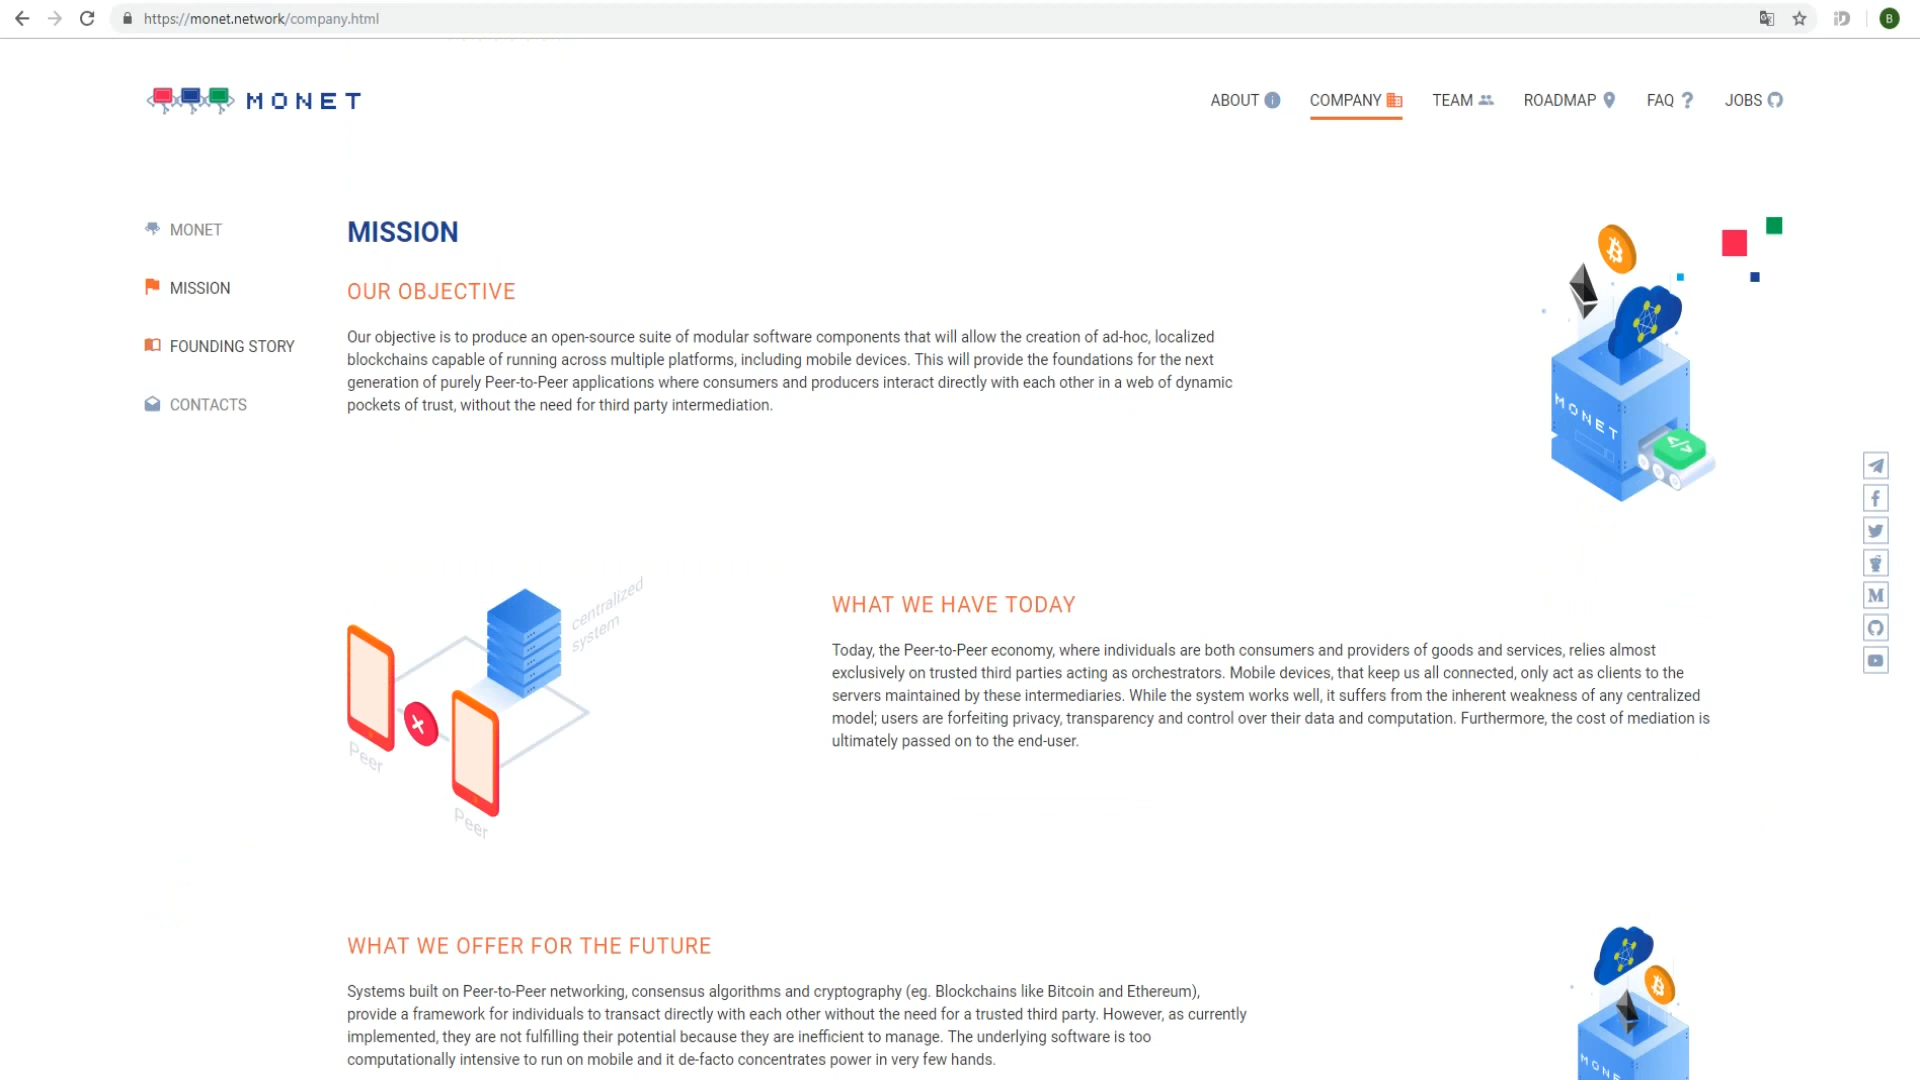 https://monet.network/company.html
B
MONET
ABOUT
COMPANY
TEAM
ROADMAP
FAQ ?
JOBS
MONET
MISSION
FOUNDING STORY
CONTACTS
MISSION
OUR OBJECTIVE
Our objective is to produce an open-source suite of modular software components that will allow the creation of ad-hoc, localized
blockchains capable of running across multiple platforms, including mobile devices. This will provide the foundations for the next
generation of purely Peer-to-Peer applications where consumers and producers interact directly with each other in a web of dynamic
pockets of trust, without the need for third party intermediation.
MONET
</>
centralized
system
Peer
Peer
WHAT WE HAVE TODAY
Today, the Peer-to-Peer economy, where individuals are both consumers and providers of goods and services, relies almost
exclusively on trusted third parties acting as orchestrators. Mobile devices, that keep us all connected, only act as clients to the
servers maintained by these intermediaries. While the system works well, it suffers from the inherent weakness of any centralized
model; users are forfeiting privacy, transparency and control over their data and computation. Furthermore, the cost of mediation is
ultimately passed on to the end-user.
WHAT WE OFFER FOR THE FUTURE
Systems built on Peer-to-Peer networking, consensus algorithms and cryptography (eg. Blockchains like Bitcoin and Ethereum),
provide a framework for individuals to transact directly with each other without the need for a trusted third party. However, as currently
implemented, they are not fulfilling their potential because they are inefficient to manage. The underlying software is too
computationally intensive to run on mobile and it de-facto concentrates power in very few hands.
MONE